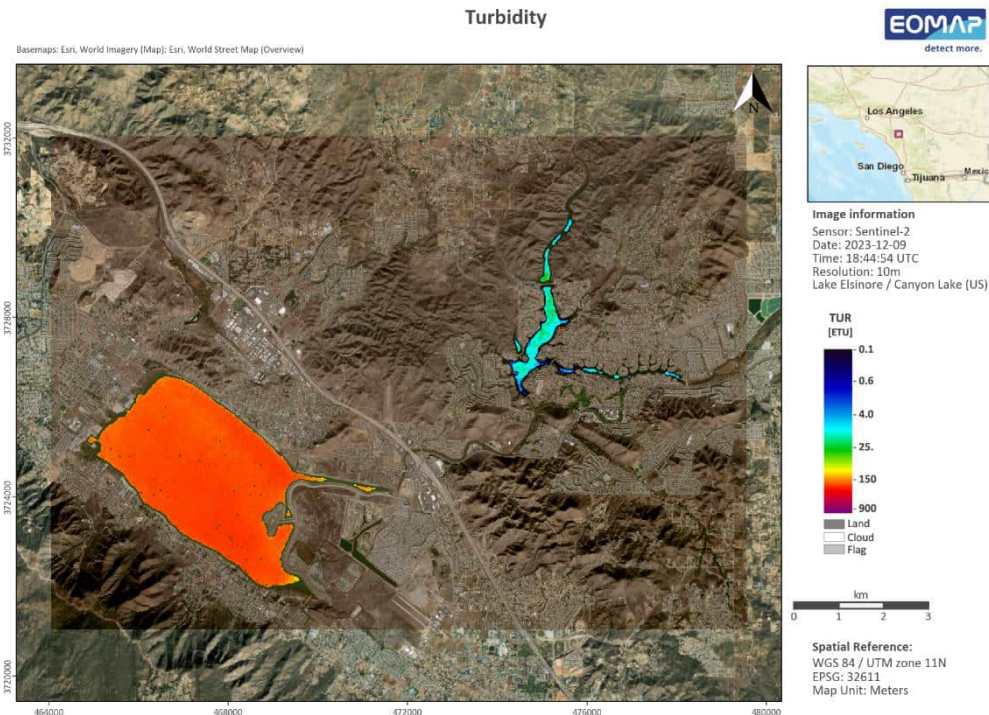 Turbidity
EOMAP
detect more.
Basemaps: Esri, World Imagery (Map); Esri, World Street Map (Overview)
N
3732000
3728000
3724000
3720000
464000
468000
472000
476000
480000
Los Angeles
San Diego
Tijuana
Mexic
Image information
Sensor: Sentinel-2
Date: 2023-12-09
Time: 18:44:54 UTC
Resolution: 10m
Lake Elsinore / Canyon Lake (US)
TUR
[ETU]
0.1
0.6
4.0
25.
150
900
Land
Cloud
Flag
km
0 1 2 3
Spatial Reference:
WGS 84 / UTM zone 11N
EPSG: 32611
Map Unit: Meters